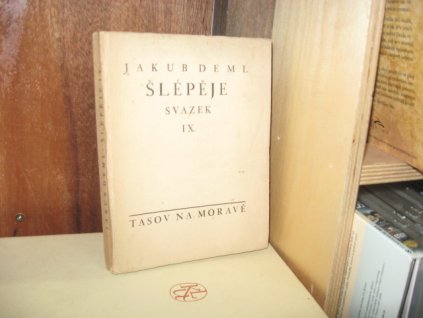 JAKUB DEML
ŠLÉPĚJE
SVAZEK
IX.
TASOV NA MORAVĚ